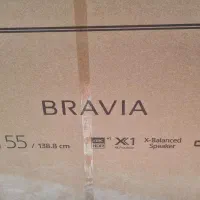 BRAVIA
55 / 138.8 cm
X1
X-Balanced
Speaker